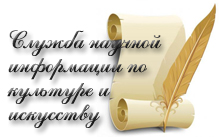 Служба научной
информации по
культуре и
искусству